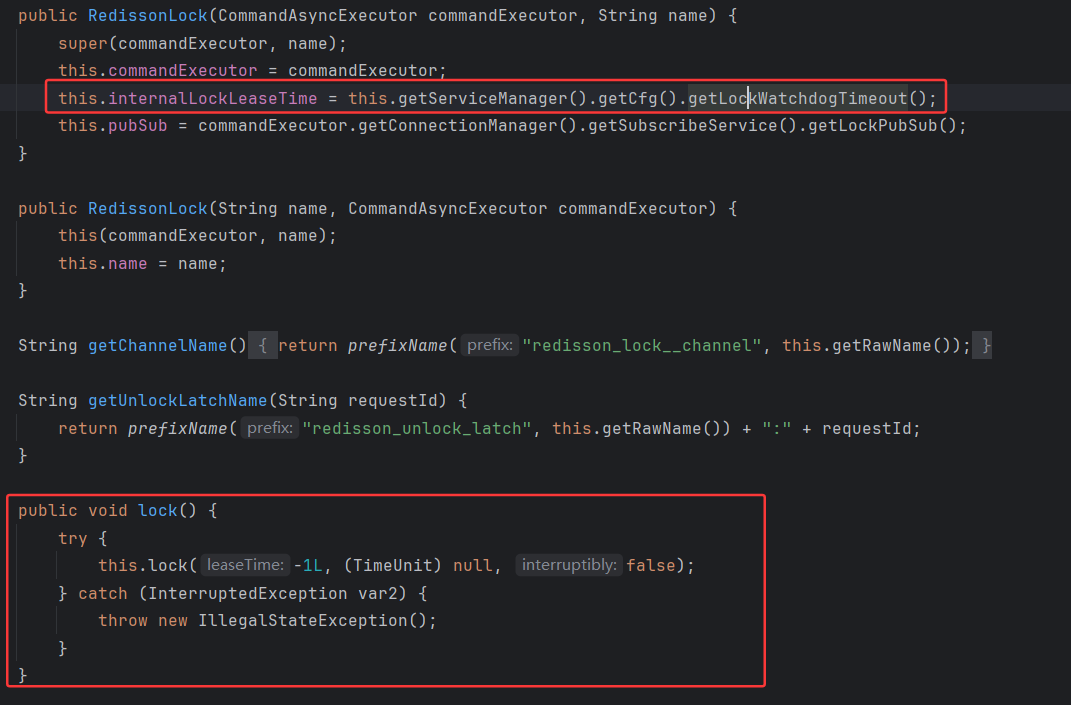 public RedissonLock(CommandAsyncExecutor commandExecutor, String name) {
super(commandExecutor, name);
this.commandExecutor = commandExecutor;
this.internalLockLeaseTime = this.getServiceManager().getCfg().getLockWatchdogTimeout();
this.pubSub = commandExecutor.getConnectionManager().getSubscribeService().getLockPubSub();
}
public RedissonLock(String name, CommandAsyncExecutor commandExecutor) {
this(commandExecutor, name);
this.name = name;
}
String getChannelName() { return prefixName( prefix: "redisson_lock__channel", this.getRawName()); }
String getUnlockLatchName(String requestId) {
return prefixName( prefix: "redisson_unlock_latch", this.getRawName()) + ":" + requestId;
}
public void lock() {
try {
this.lock( leaseTime: -1L, (TimeUnit) null, interruptibly: false);
} catch (InterruptedException var2) {
throw new IllegalStateException();
}
}